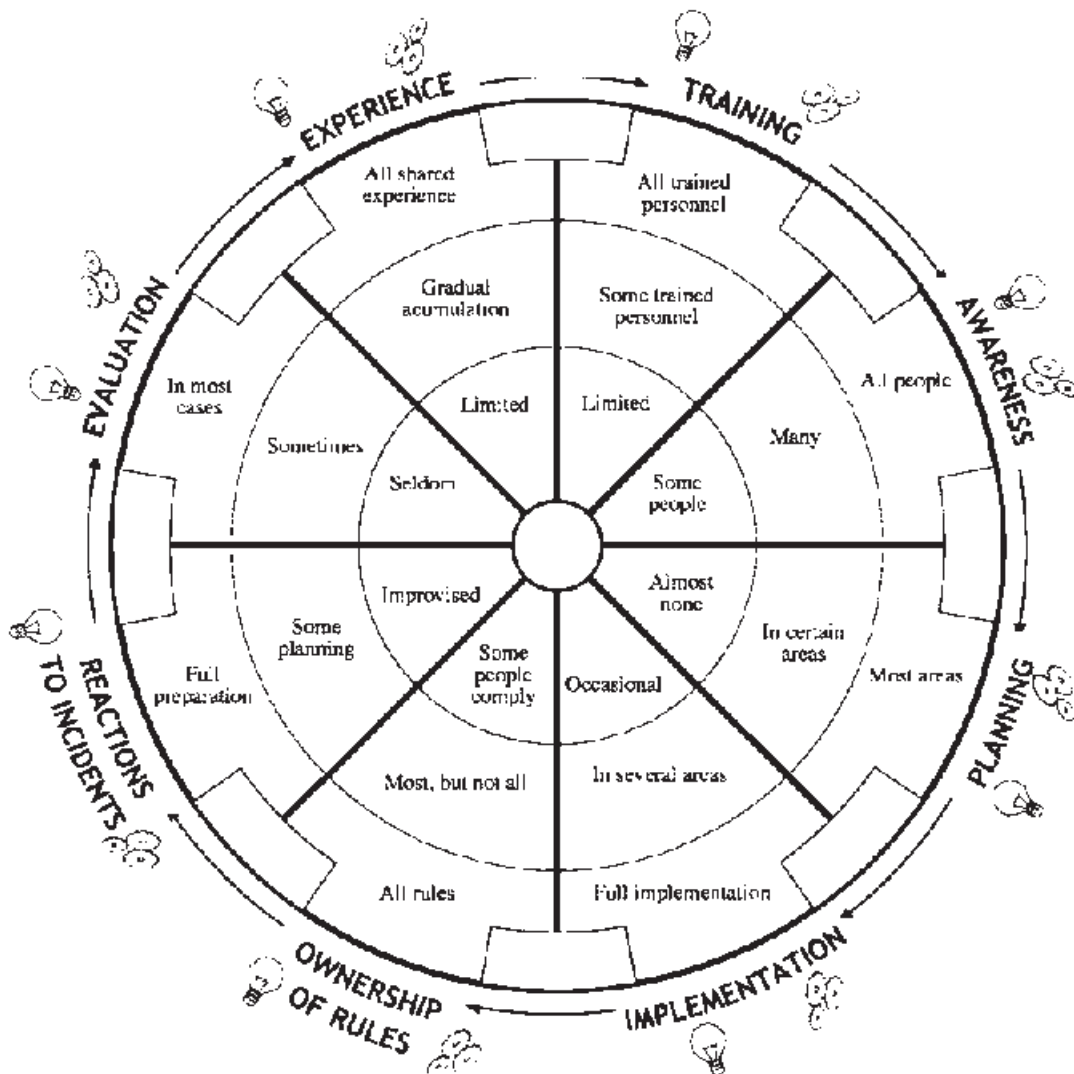 EXPERIENCE
TRAINING
AWARENESS
PLANNING
IMPLEMENTATION
OWNERSHIP
OF RULES
REACTIONS
TO INCIDENTS
EVALUATION
All shared
experience
Gradual
acumulation
Limited
All trained
personnel
Some trained
personnel
Limited
All people
Many
Some
people
Most areas
In certain
areas
Almost
none
Full implementation
In several areas
Occasional
All rules
Most, but not all
Some
people
comply
Full
preparation
Some
planning
Improvised
In most
cases
Sometimes
Seldom